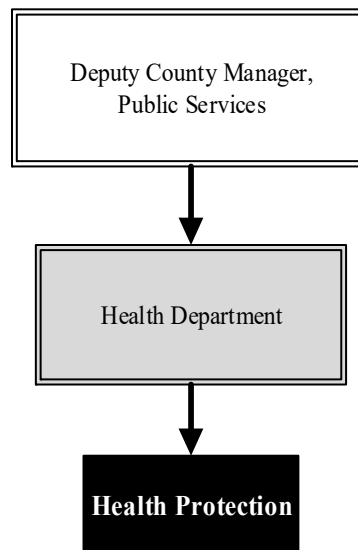 Deputy County Manager,
Public Services
Health Department
Health Protection